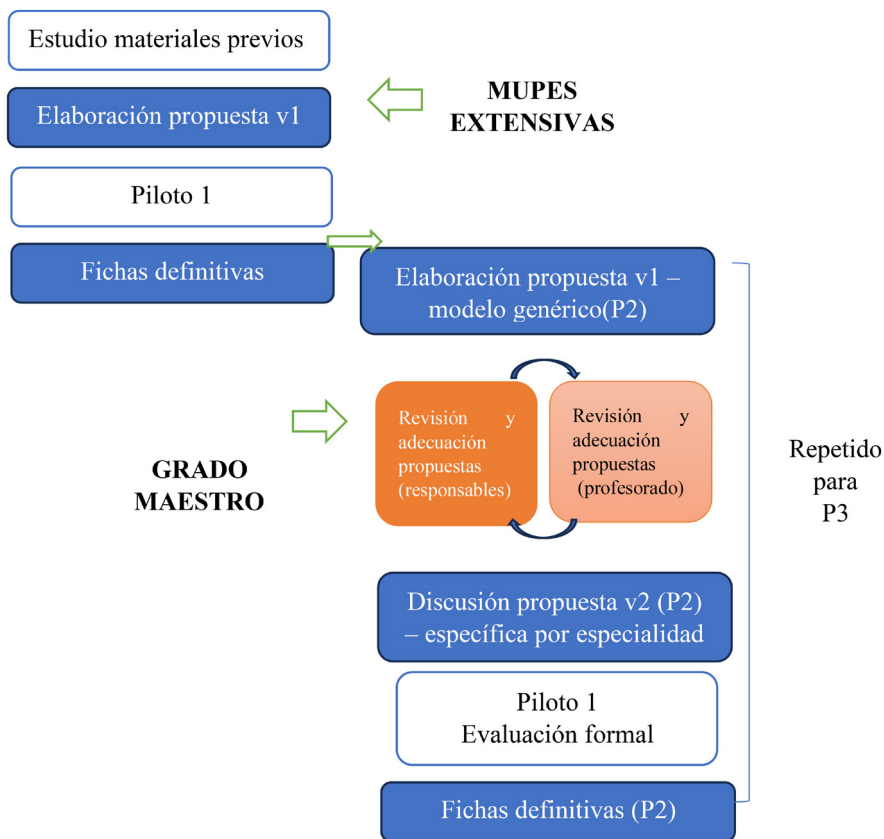 Estudio materiales previos
MUPES
EXTENSIVAS
Elaboración propuesta v1
Piloto 1
Fichas definitivas
Elaboración propuesta v1 –
modelo genérico(P2)
GRADO
MAESTRO
Revisión y
adecuación
propuestas
(responsables)
Revisión y
adecuación
propuestas
(profesorado)
Repetido
para
P3
Discusión propuesta v2 (P2)
– específica por especialidad
Piloto 1
Evaluación formal
Fichas definitivas (P2)